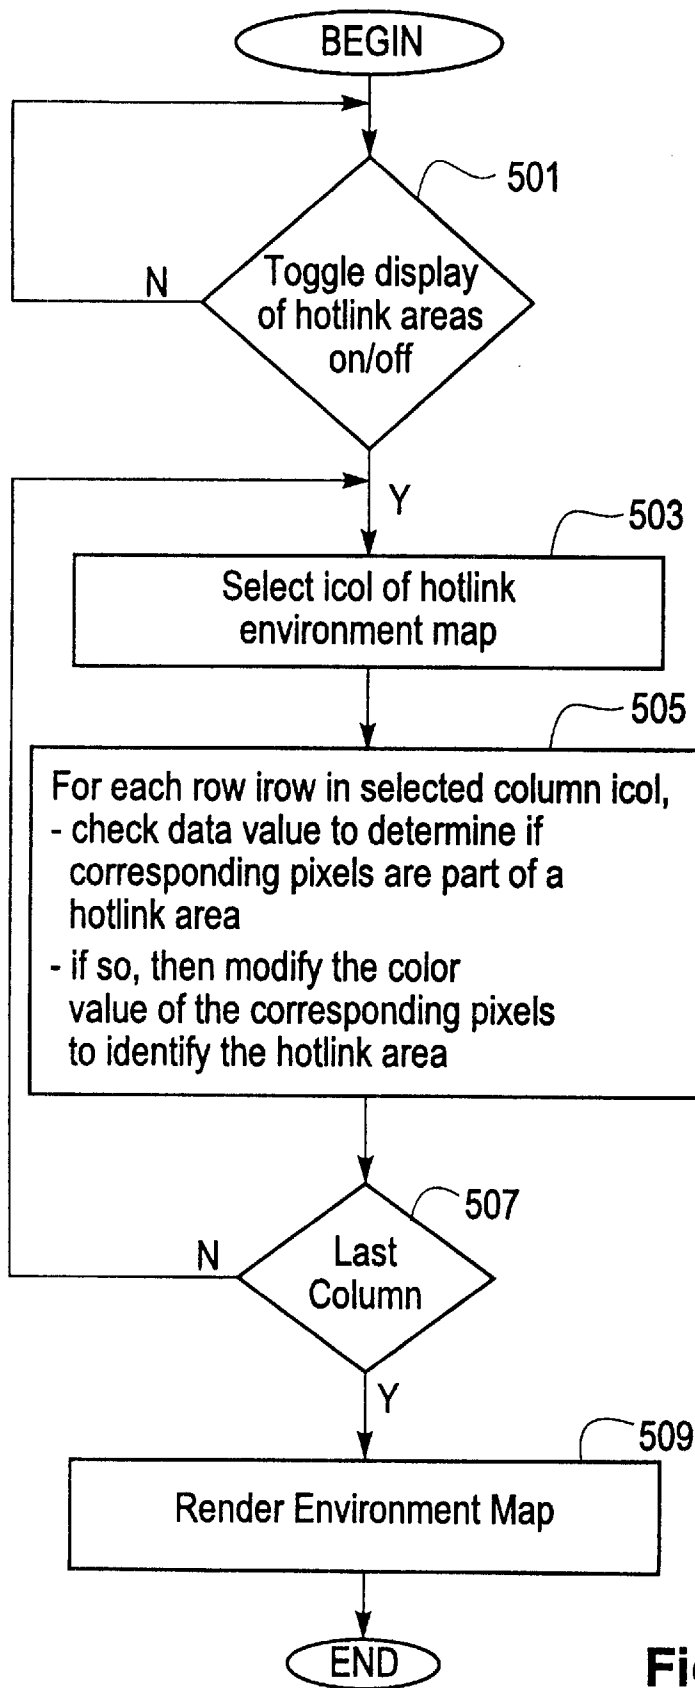 BEGIN
501
Toggle display
of hotlink areas
on/off
N
Y
503
Select icol of hotlink
environment map
505
For each row irow in selected column icol,
- check data value to determine if
corresponding pixels are part of a
hotlink area
- if so, then modify the color
value of the corresponding pixels
to identify the hotlink area
507
N
Last
Column
Y
509
Render Environment Map
END